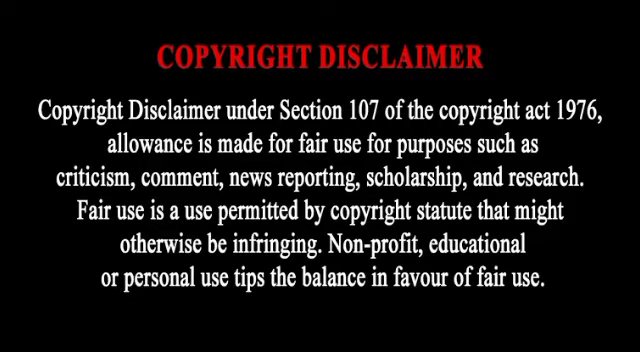 COPYRIGHT DISCLAIMER
Copyright Disclaimer under Section 107 of the copyright act 1976,
allowance is made for fair use for purposes such as
criticism, comment, news reporting, scholarship, and research.
Fair use is a use permitted by copyright statute that might
otherwise be infringing. Non-profit, educational
or personal use tips the balance in favour of fair use.